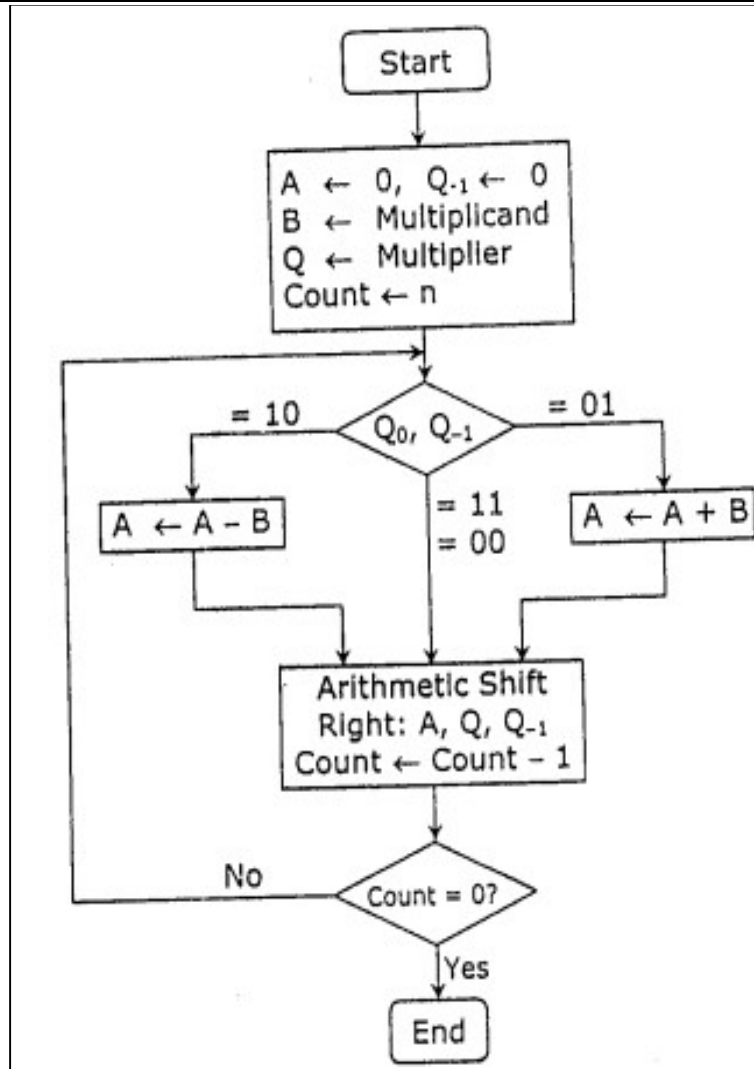 Start
A ← 0, Q₋₁ ← 0
B ← Multiplicand
Q ← Multiplier
Count ← n
= 10
Q₀, Q₋₁
= 01
A ← A – B
= 11
= 00
A ← A + B
Arithmetic Shift
Right: A, Q, Q₋₁
Count ← Count – 1
No
Count = 0?
Yes
End